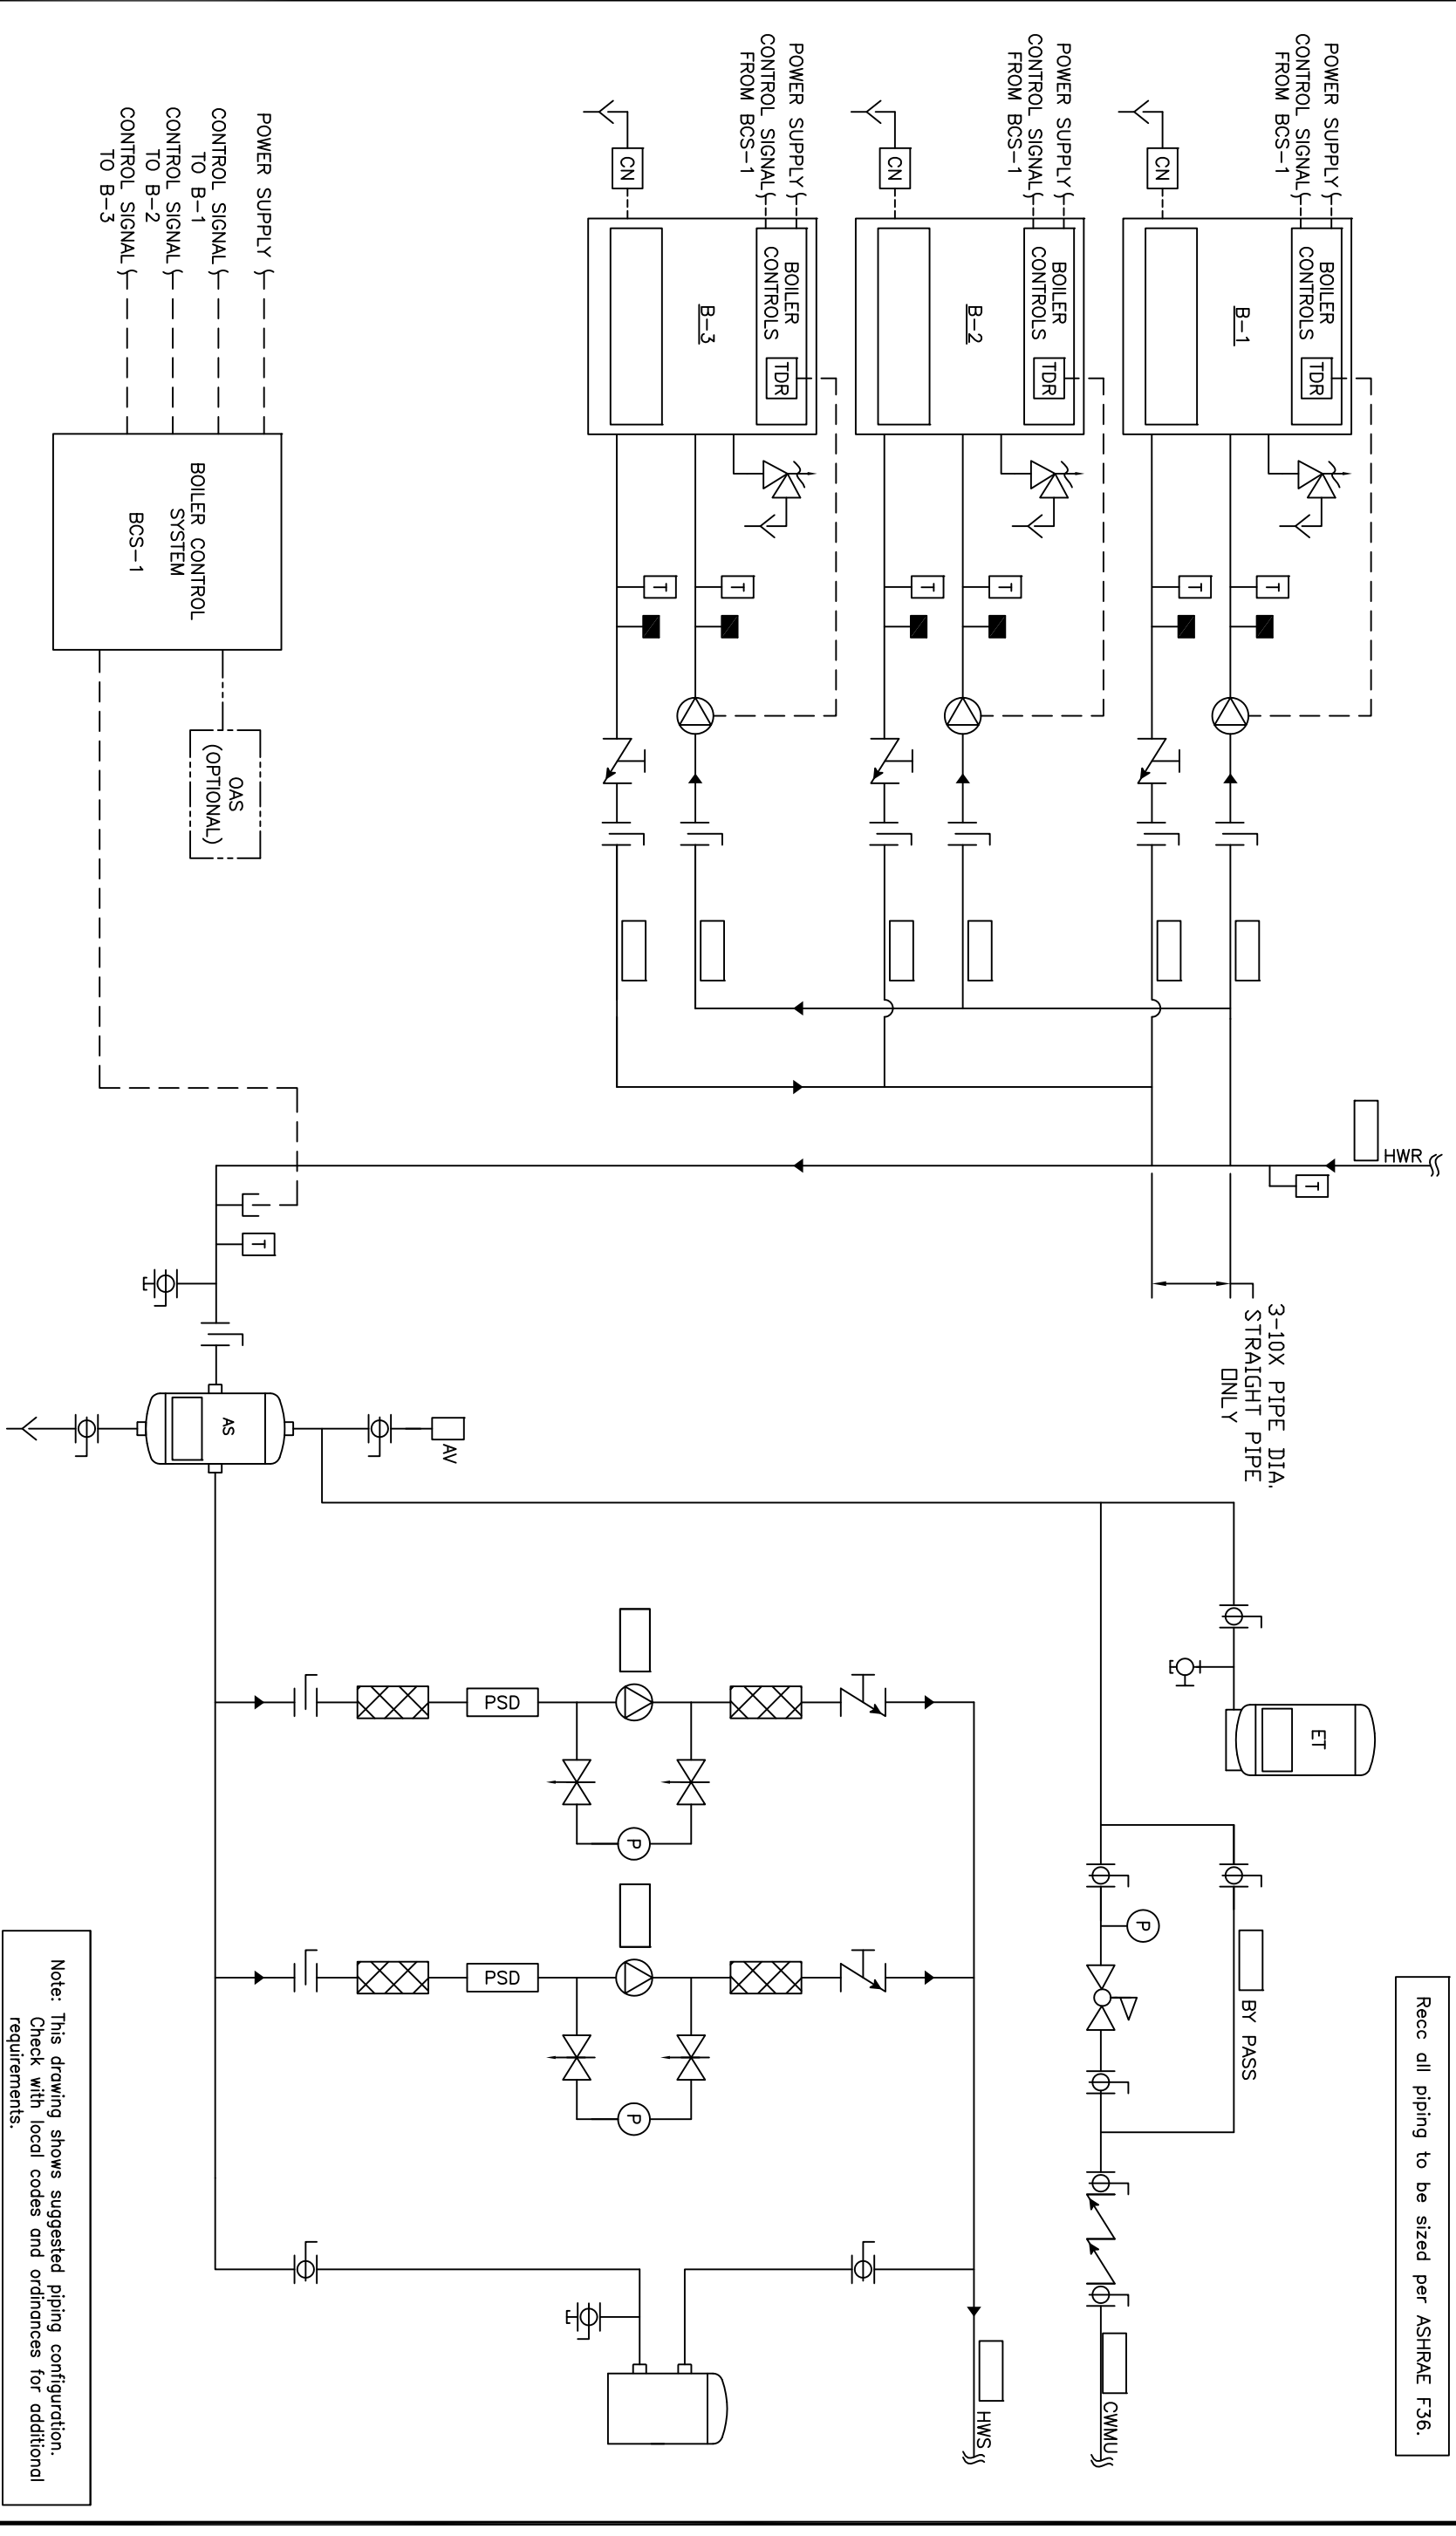 POWER SUPPLY
CONTROL SIGNAL
FROM BCS-1
CN
BOILER
CONTROLS
TDR
B-1
T
T
POWER SUPPLY
CONTROL SIGNAL
FROM BCS-1
CN
BOILER
CONTROLS
TDR
B-2
T
T
POWER SUPPLY
CONTROL SIGNAL
FROM BCS-1
CN
BOILER
CONTROLS
TDR
B-3
T
T
POWER SUPPLY
CONTROL SIGNAL
TO B-1
CONTROL SIGNAL
TO B-2
CONTROL SIGNAL
TO B-3
BOILER CONTROL
SYSTEM
BCS-1
OAS
(OPTIONAL)
HWR
T
3-10X PIPE DIA.
STRAIGHT PIPE
ONLY
T
AS
AV
ET
BY PASS
P
CWMU
PSD
P
PSD
P
HWS
Recc all piping to be sized per ASHRAE F36.
Note: This drawing shows suggested piping configuration.
Check with local codes and ordinances for additional
requirements.